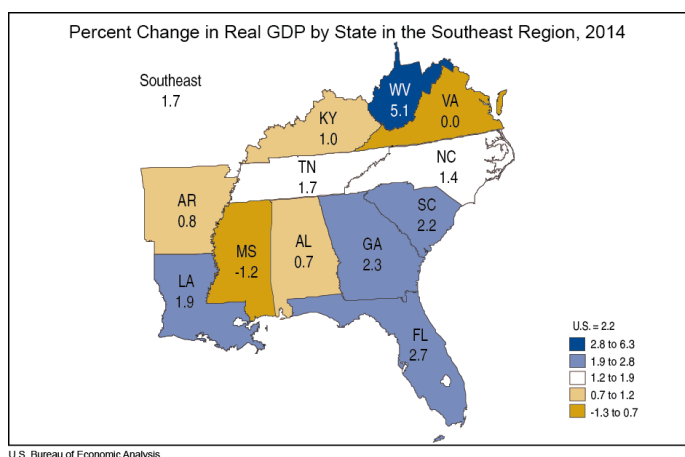 Percent Change in Real GDP by State in the Southeast Region, 2014
Southeast
1.7
WV
5.1
VA
0.0
KY
1.0
TN
1.7
NC
1.4
AR
0.8
SC
2.2
MS
-1.2
AL
0.7
GA
2.3
LA
1.9
FL
2.7
U.S. = 2.2
2.8 to 6.3
1.9 to 2.8
1.2 to 1.9
0.7 to 1.2
-1.3 to 0.7
U.S. Bureau of Economic Analysis